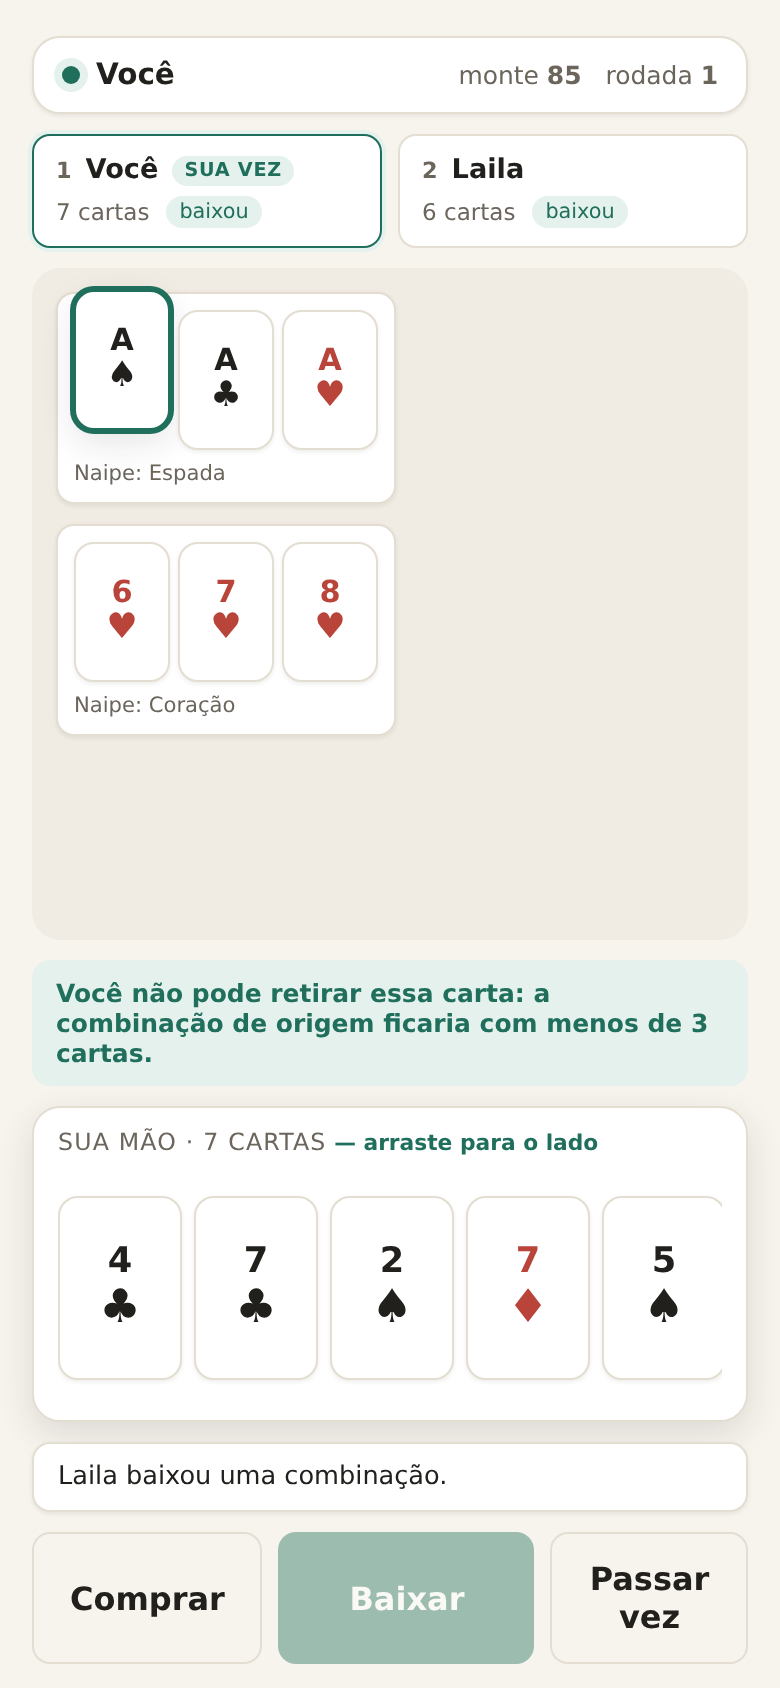 Você monte 85 rodada 1
1 Você SUA VEZ
7 cartas baixou
2 Laila
6 cartas baixou
A♠ A♣ A♥
Naipe: Espada
6♥ 7♥ 8♥
Naipe: Coração
Você não pode retirar essa carta: a
combinação de origem ficaria com menos de 3
cartas.
SUA MÃO · 7 CARTAS — arraste para o lado
4♣ 7♣ 2♠ 7♦ 5♠
Laila baixou uma combinação.
Comprar
Baixar
Passar
vez